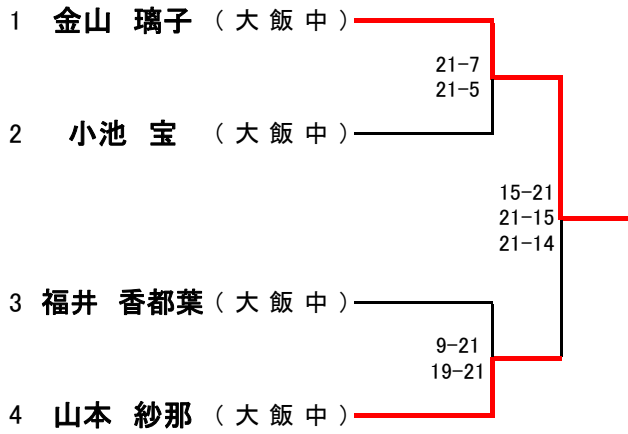 1 金山 璃子 （大飯中）
21-7
21-5
2 小池 宝 （大飯中）
15-21
21-15
21-14
3 福井 香都葉（大飯中）
9-21
19-21
4 山本 紗那 （大飯中）